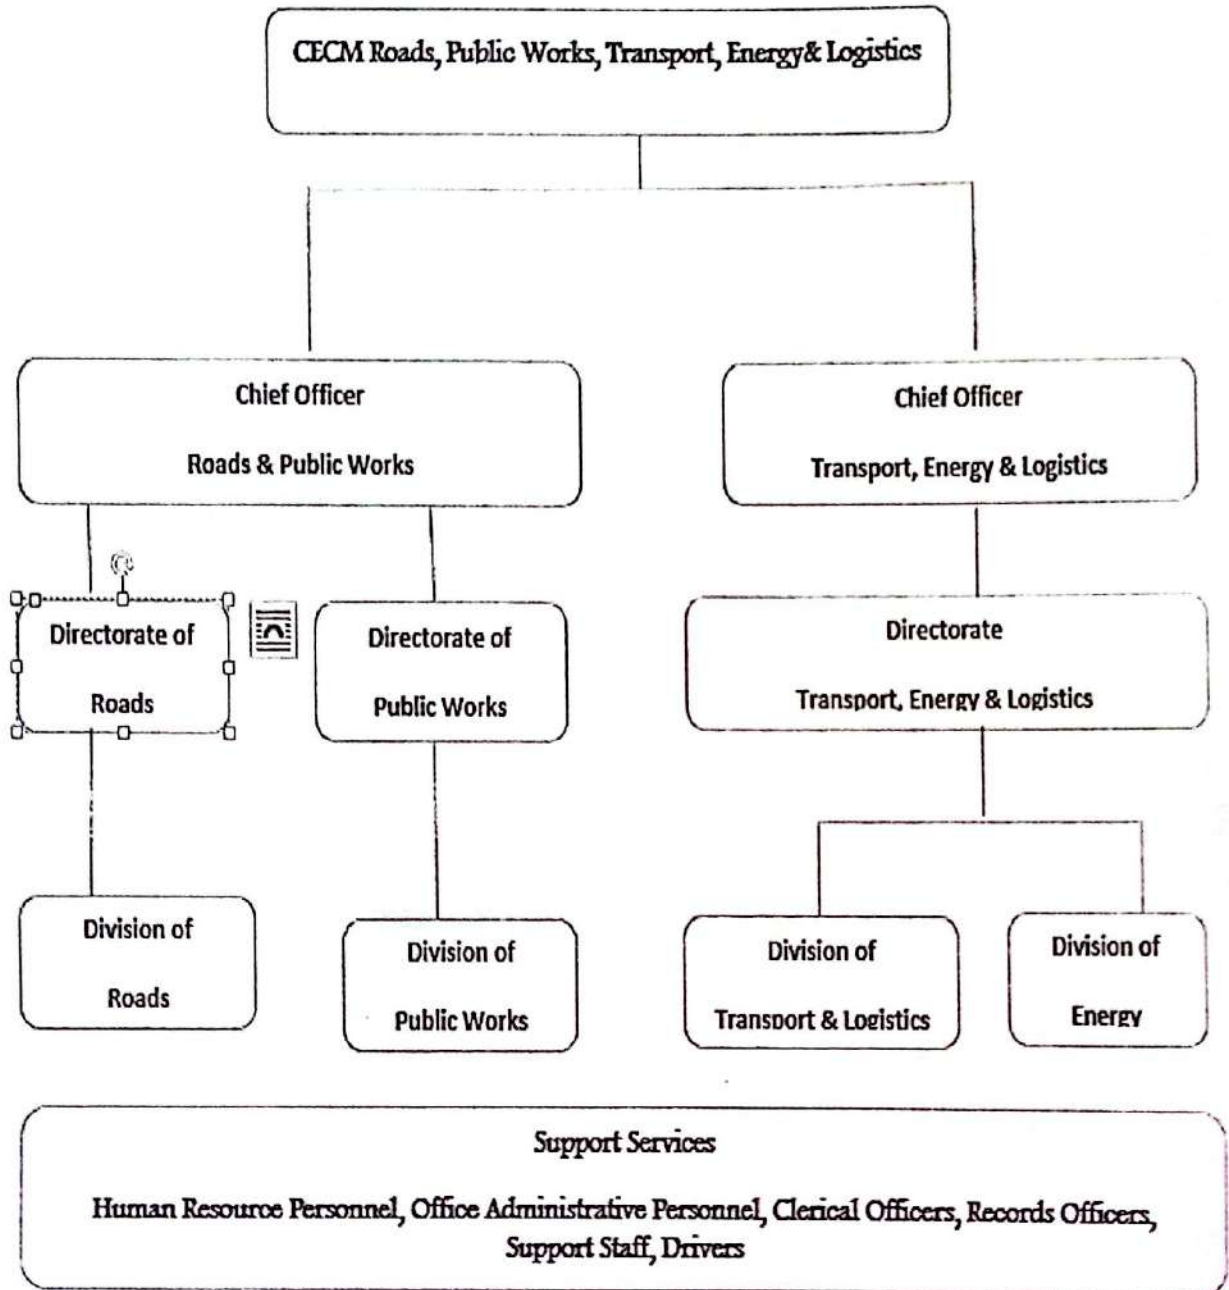 CECM Roads, Public Works, Transport, Energy& Logistics
Chief Officer
Roads & Public Works
Chief Officer
Transport, Energy & Logistics
Directorate of
Roads
Directorate of
Public Works
Directorate
Transport, Energy & Logistics
Division of
Roads
Division of
Public Works
Division of
Transport & Logistics
Division of
Energy
Support Services
Human Resource Personnel, Office Administrative Personnel, Clerical Officers, Records Officers,
Support Staff, Drivers